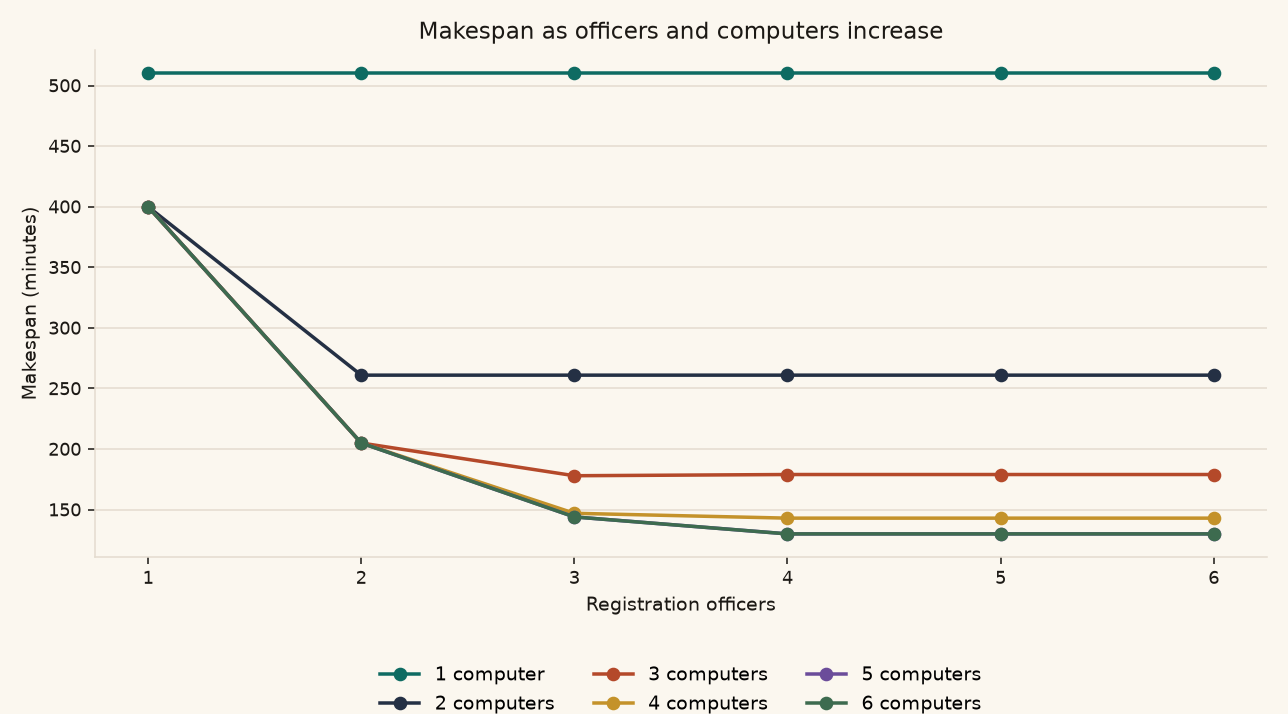 Makespan as officers and computers increase
Makespan (minutes)
500
450
400
350
300
250
200
150
1 2 3 4 5 6
Registration officers
1 computer 3 computers 5 computers
2 computers 4 computers 6 computers